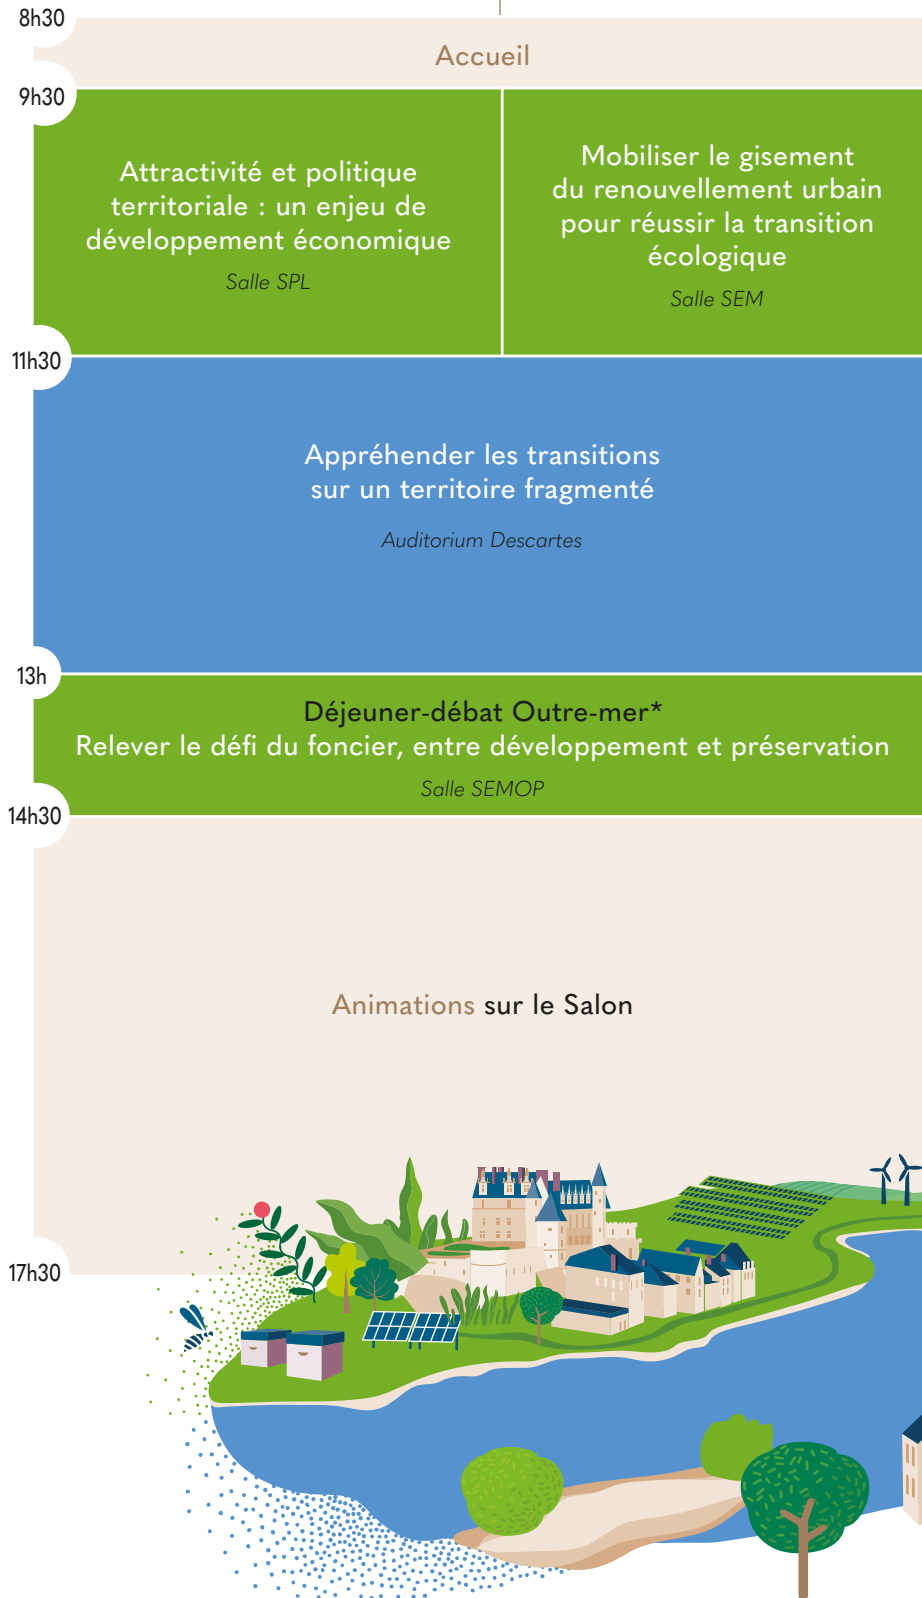 8h30
Accueil
9h30
Attractivité et politique
territoriale : un enjeu de
développement économique
Salle SPL
Mobiliser le gisement
du renouvellement urbain
pour réussir la transition
écologique
Salle SEM
11h30
Appréhender les transitions
sur un territoire fragmenté
Auditorium Descartes
13h
Déjeuner-débat Outre-mer*
Relever le défi du foncier, entre développement et préservation
Salle SEMOP
14h30
Animations sur le Salon
17h30